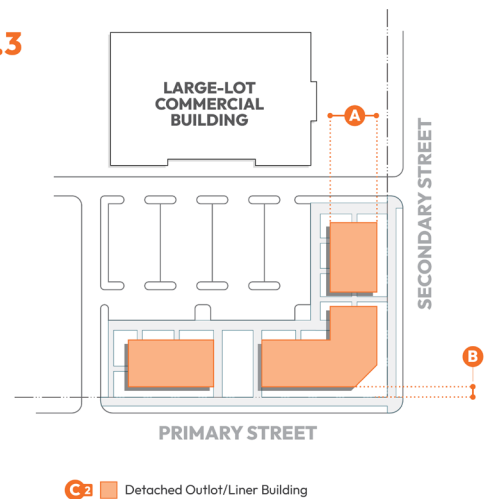 .3
LARGE-LOT
COMMERCIAL
BUILDING
A
SECONDARY STREET
B
PRIMARY STREET
C2 Detached Outlot/Liner Building